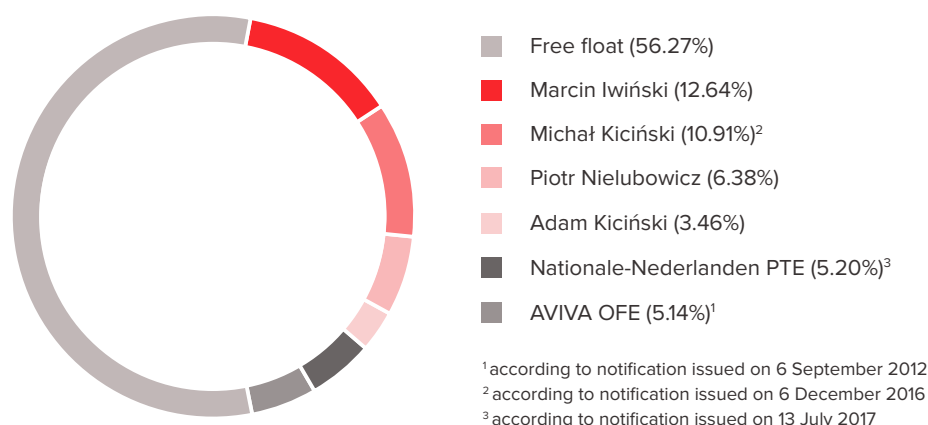 Free float (56.27%)
Marcin Iwiński (12.64%)
Michał Kiciński (10.91%)²
Piotr Nielubowicz (6.38%)
Adam Kiciński (3.46%)
Nationale-Nederlanden PTE (5.20%)³
AVIVA OFE (5.14%)¹
¹ according to notification issued on 6 September 2012
² according to notification issued on 6 December 2016
³ according to notification issued on 13 July 2017